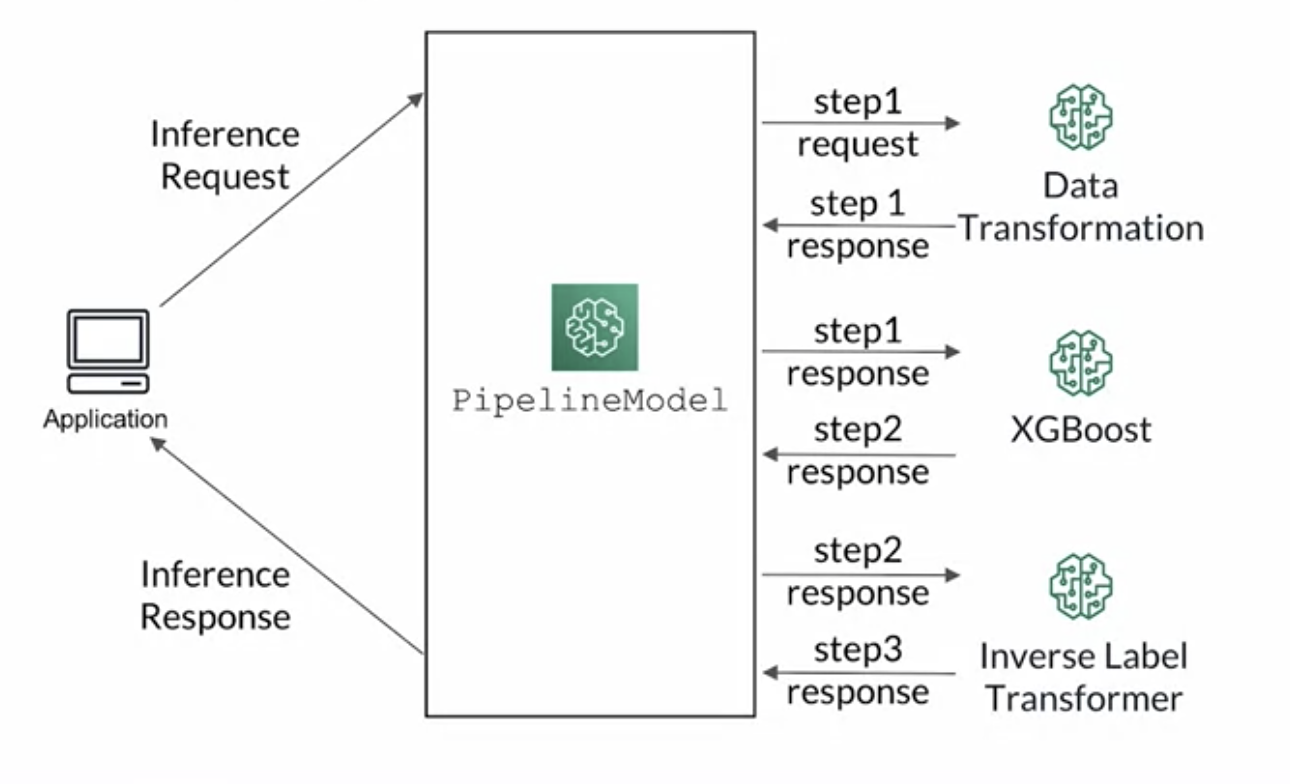 Inference
Request
Application
Inference
Response
PipelineModel
step1
request
step 1
response
Data
Transformation
step1
response
step2
response
XGBoost
step2
response
step3
response
Inverse Label
Transformer